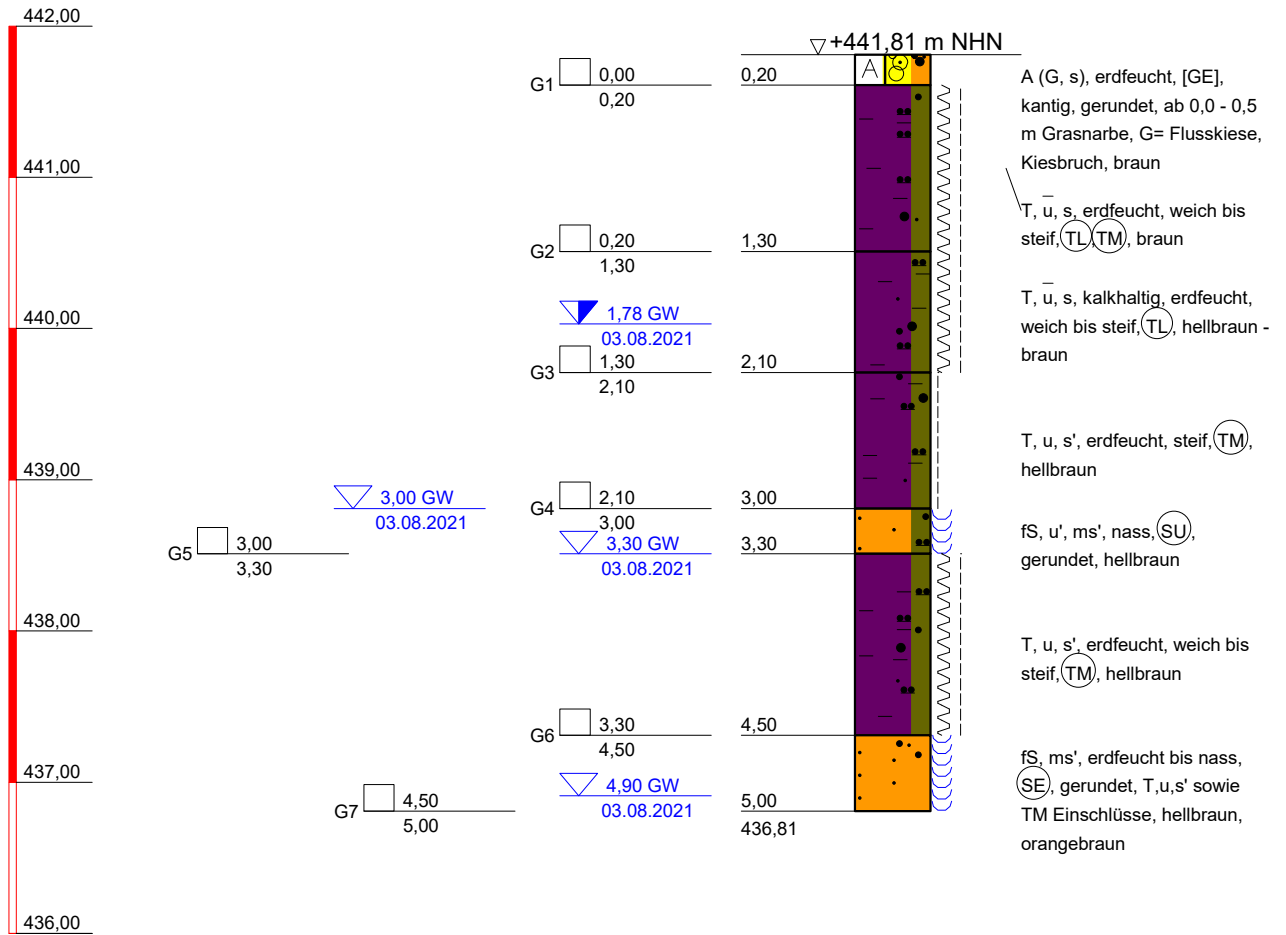 442,00
441,00
440,00
439,00
438,00
437,00
436,00
+441,81 m NHN
G1 0,00
0,20
0,20
A
G2 0,20
1,30
1,30
1,78 GW
03.08.2021
G3 1,30
2,10
2,10
3,00 GW
03.08.2021
G4 2,10
3,00
3,00
G5 3,00
3,30
3,30 GW
03.08.2021
3,30
G6 3,30
4,50
4,50
4,90 GW
03.08.2021
G7 4,50
5,00
5,00
436,81
A (G, s), erdfeucht, [GE],
kantig, gerundet, ab 0,0 - 0,5
m Grasnarbe, G= Flusskiese,
Kiesbruch, braun
T, u̅, s, erdfeucht, weich bis
steif, TL, TM, braun
T, u̅, s, kalkhaltig, erdfeucht,
weich bis steif, TL, hellbraun -
braun
T, u, s', erdfeucht, steif, TM,
hellbraun
fS, u', ms', nass, SU,
gerundet, hellbraun
T, u, s', erdfeucht, weich bis
steif, TM, hellbraun
fS, ms', erdfeucht bis nass,
SE, gerundet, T,u,s' sowie
TM Einschlüsse, hellbraun,
orangebraun